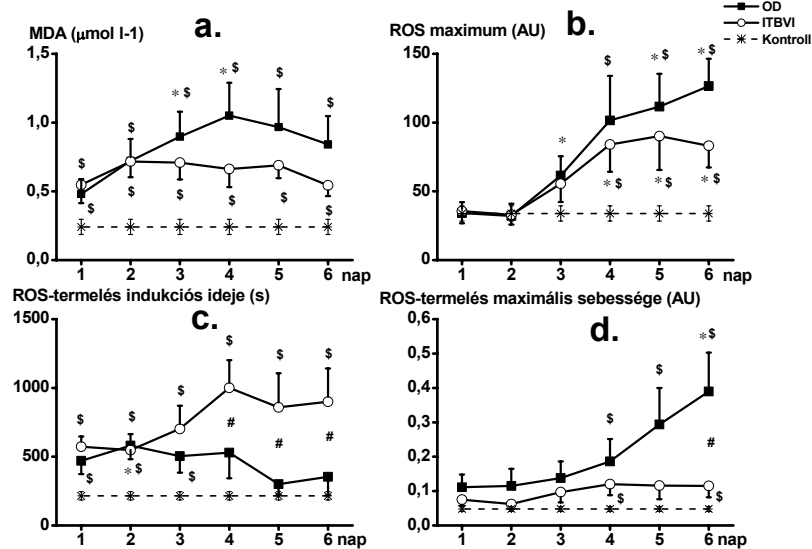 OD
ITBVI
Kontroll
MDA (μmol l-1)
a.
1,5
1,0
0,5
0,0
$ $ * $ * $ $ $
$ $ $ $ $ $
1 2 3 4 5 6 nap
ROS maximum (AU)
b.
150
100
50
0
* $ * $ * $
* $ * $ * $
1 2 3 4 5 6 nap
ROS-termelés indukciós ideje (s)
c.
1500
1000
500
0
$ $ $ $ $ $
# # #
$ * $ $
1 2 3 4 5 6 nap
ROS-termelés maximális sebessége (AU)
d.
0,6
0,5
0,4
0,3
0,2
0,1
0,0
$ $ * $
#
$ $
1 2 3 4 5 6 nap